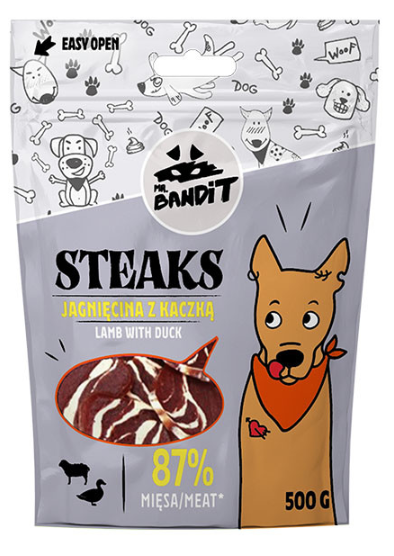 EASY OPEN
WOOF
DOG
DOG
MR.
BANDIT
STEAKS
JAGNIĘCINA Z KACZKĄ
LAMB WITH DUCK
87%
MIĘSA/MEAT*
500 G